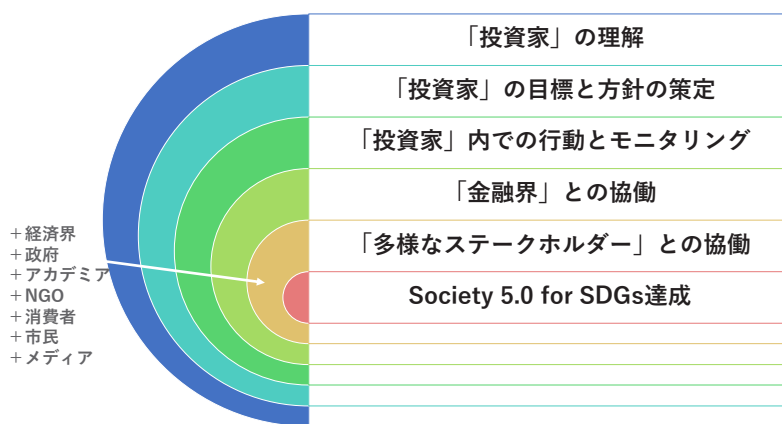 「投資家」の理解
「投資家」の目標と方針の策定
「投資家」内での行動とモニタリング
「金融界」との協働
「多様なステークホルダー」との協働
Society 5.0 for SDGs達成
＋経済界
＋政府
＋アカデミア
＋NGO
＋消費者
＋市民
＋メディア